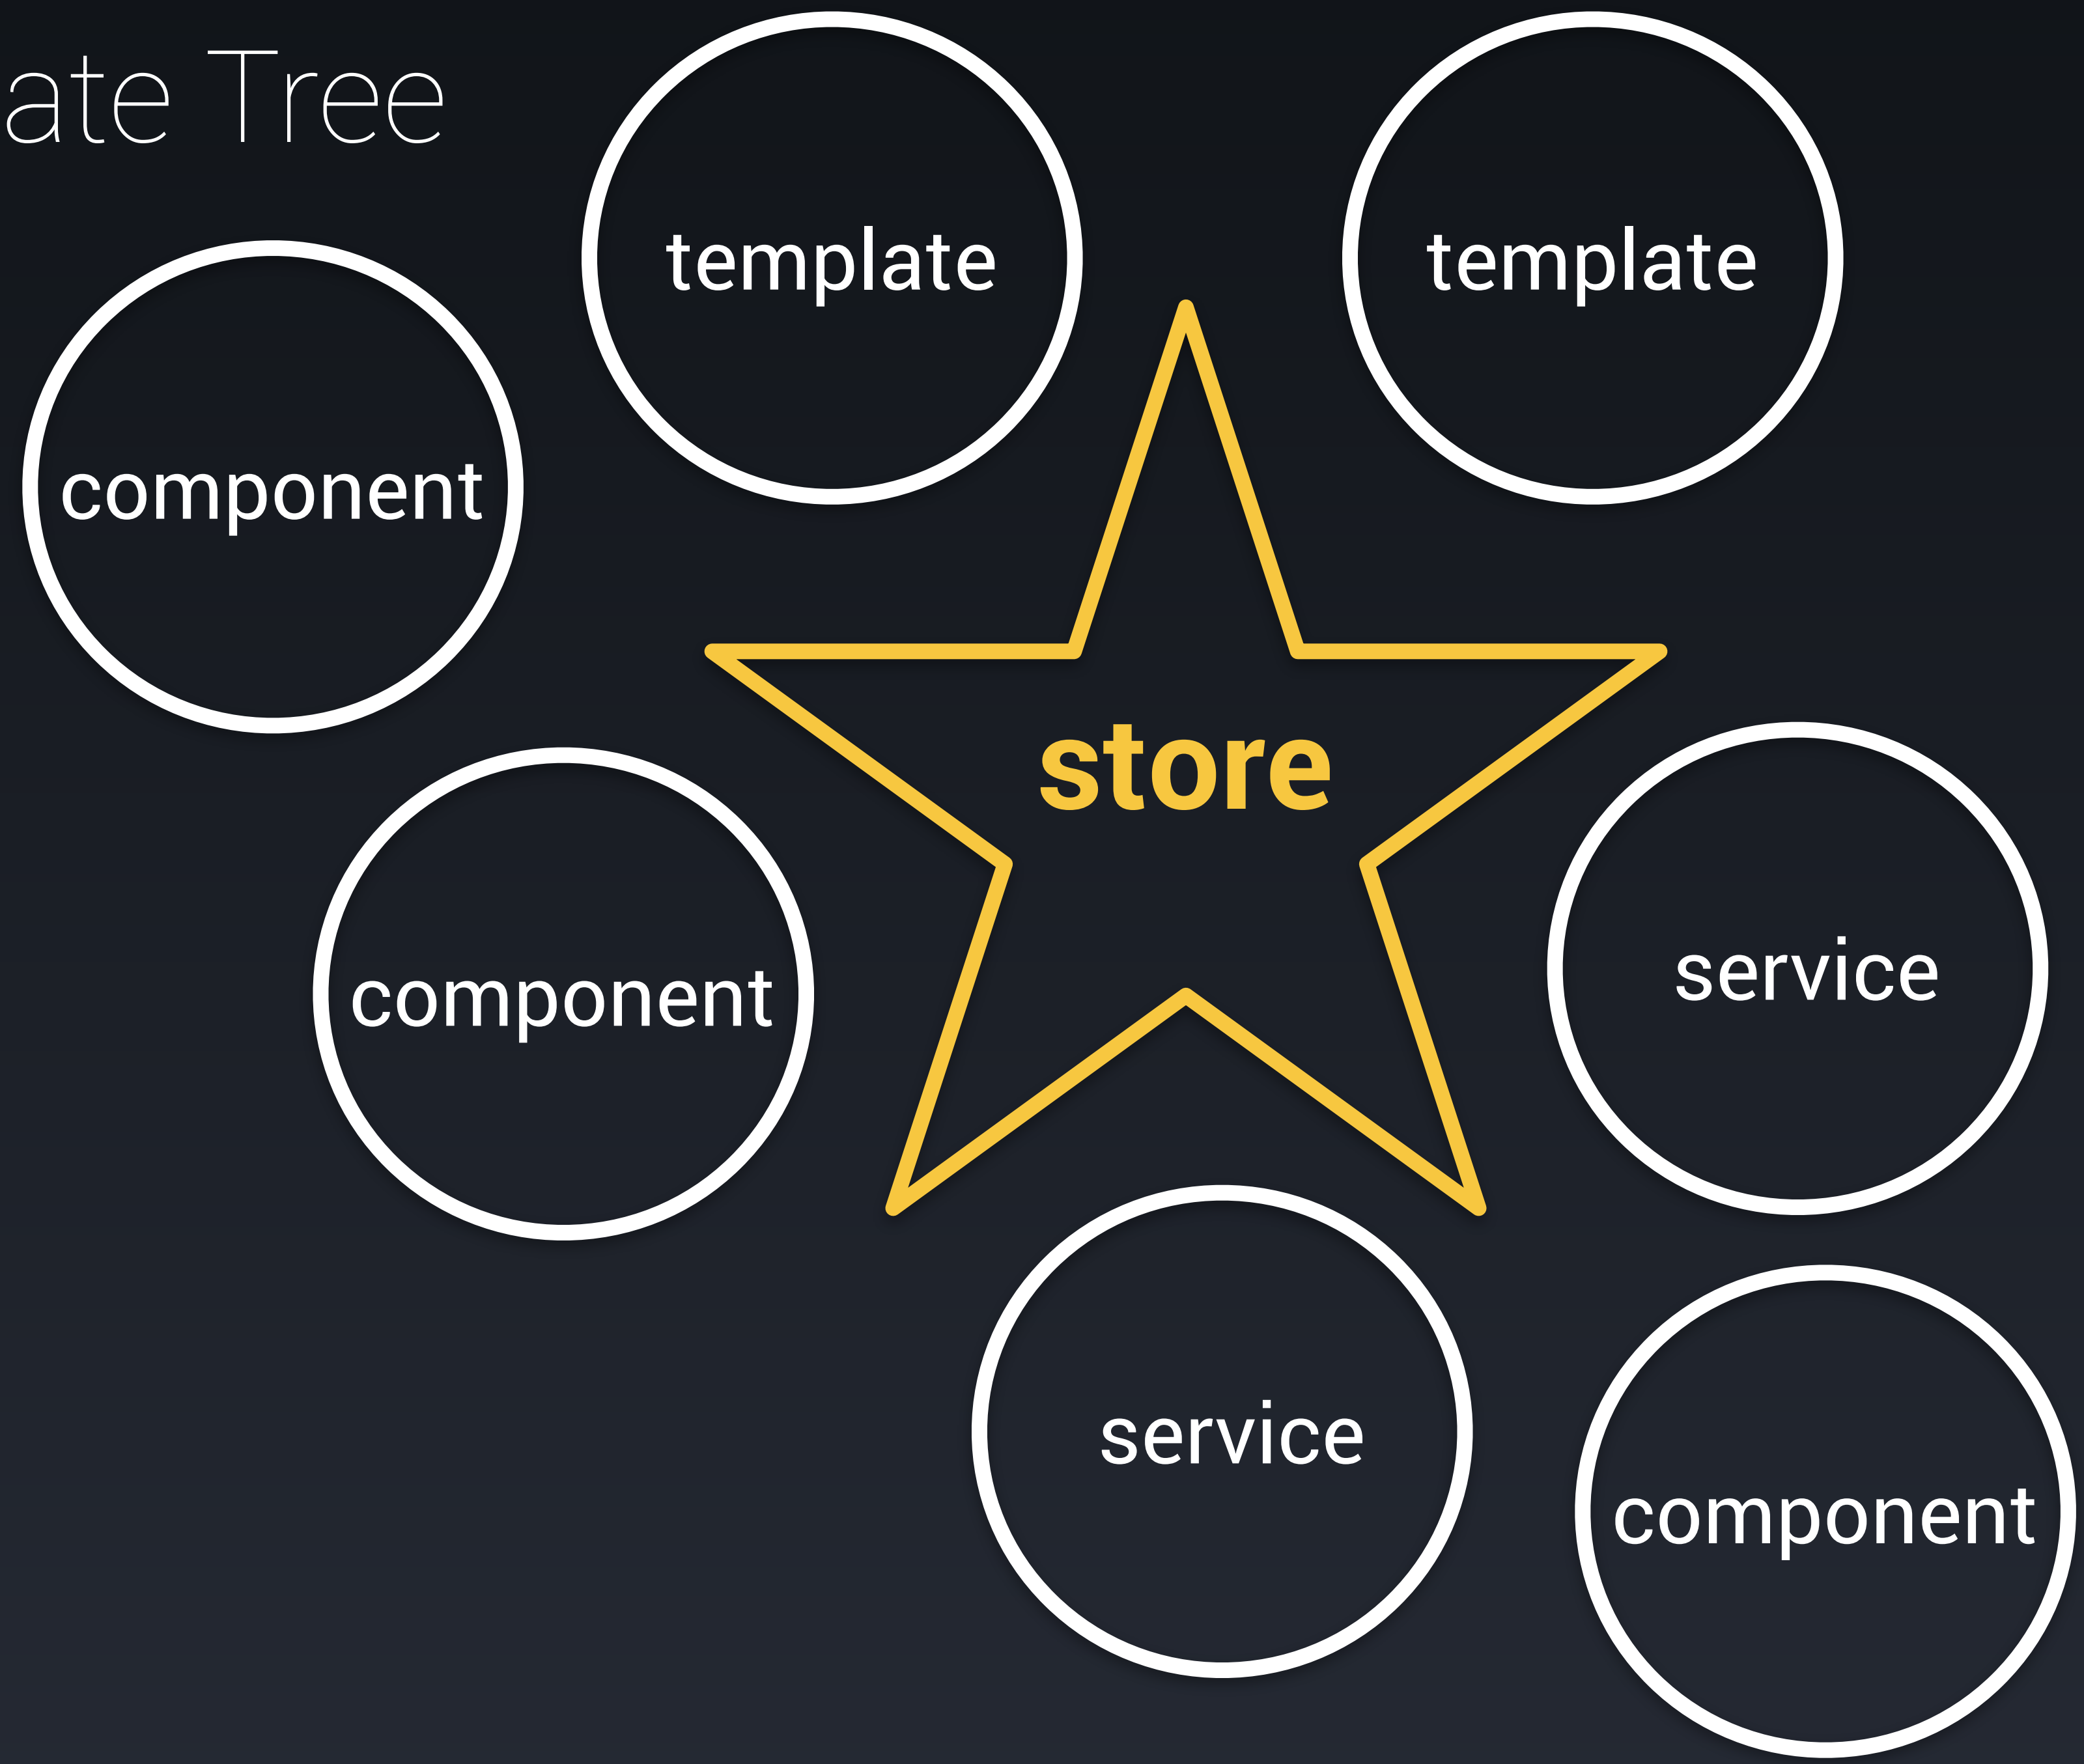 ate Tree
template
template
component
store
service
component
service
component